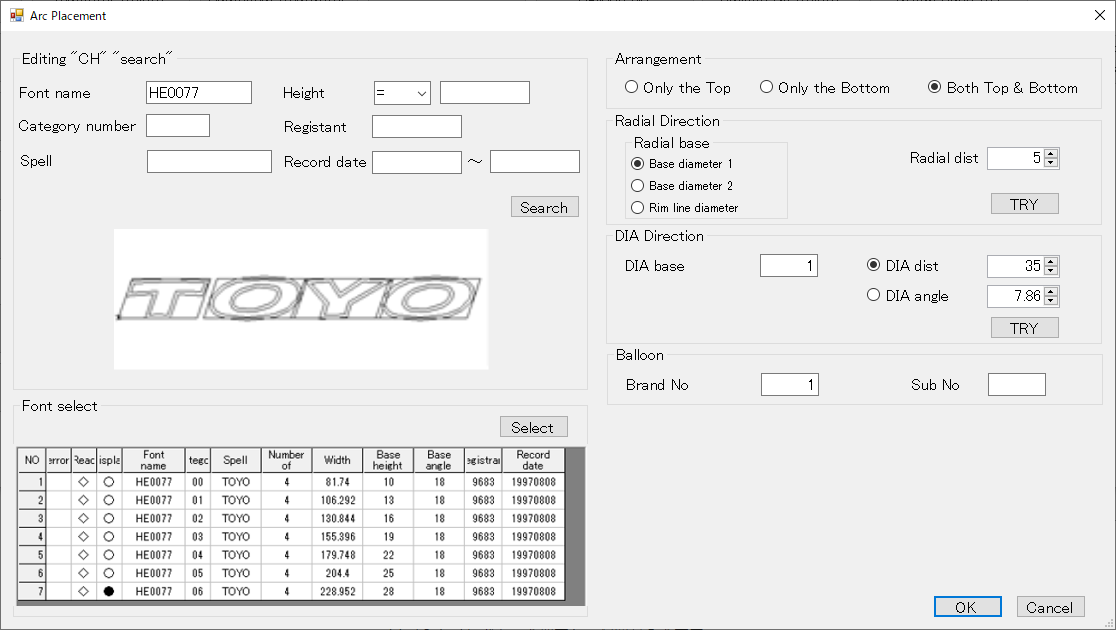 Arc Placement
Editing "CH" "search"
Font name HE0077 Height =
Category number Registant
Spell Record date ～
Search
TOYO
Font select
Select
NO error Reac ispla Font name tegc Spell Number of Width Base height Base angle egistrar Record date
1 ◇ ○ HE0077 00 TOYO 4 81.74 10 18 9683 19970808
2 ◇ ○ HE0077 01 TOYO 4 106.292 13 18 9683 19970808
3 ◇ ○ HE0077 02 TOYO 4 130.844 16 18 9683 19970808
4 ◇ ○ HE0077 03 TOYO 4 155.396 19 18 9683 19970808
5 ◇ ○ HE0077 04 TOYO 4 179.748 22 18 9683 19970808
6 ◇ ○ HE0077 05 TOYO 4 204.4 25 18 9683 19970808
7 ◇ ● HE0077 06 TOYO 4 228.952 28 18 9683 19970808
Arrangement
Only the Top Only the Bottom Both Top & Bottom
Radial Direction
Radial base
Base diameter 1
Base diameter 2
Rim line diameter
Radial dist 5
TRY
DIA Direction
DIA base 1 DIA dist 35
DIA angle 7.86
TRY
Balloon
Brand No 1 Sub No
OK Cancel